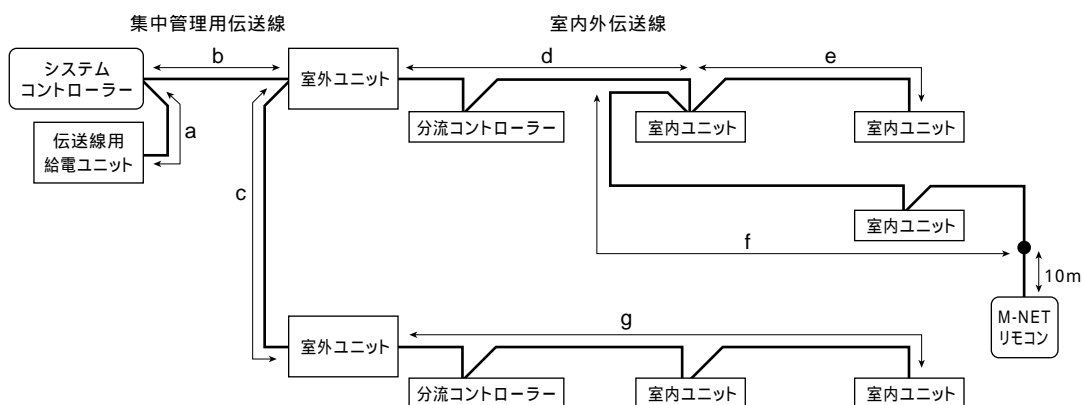 集中管理用伝送線
室内外伝送線
システム
コントローラー
b
室外ユニット
d
e
a
伝送線用
給電ユニット
分流コントローラー
室内ユニット
室内ユニット
c
室内ユニット
f
10m
M-NET
リモコン
g
室外ユニット
分流コントローラー
室内ユニット
室内ユニット